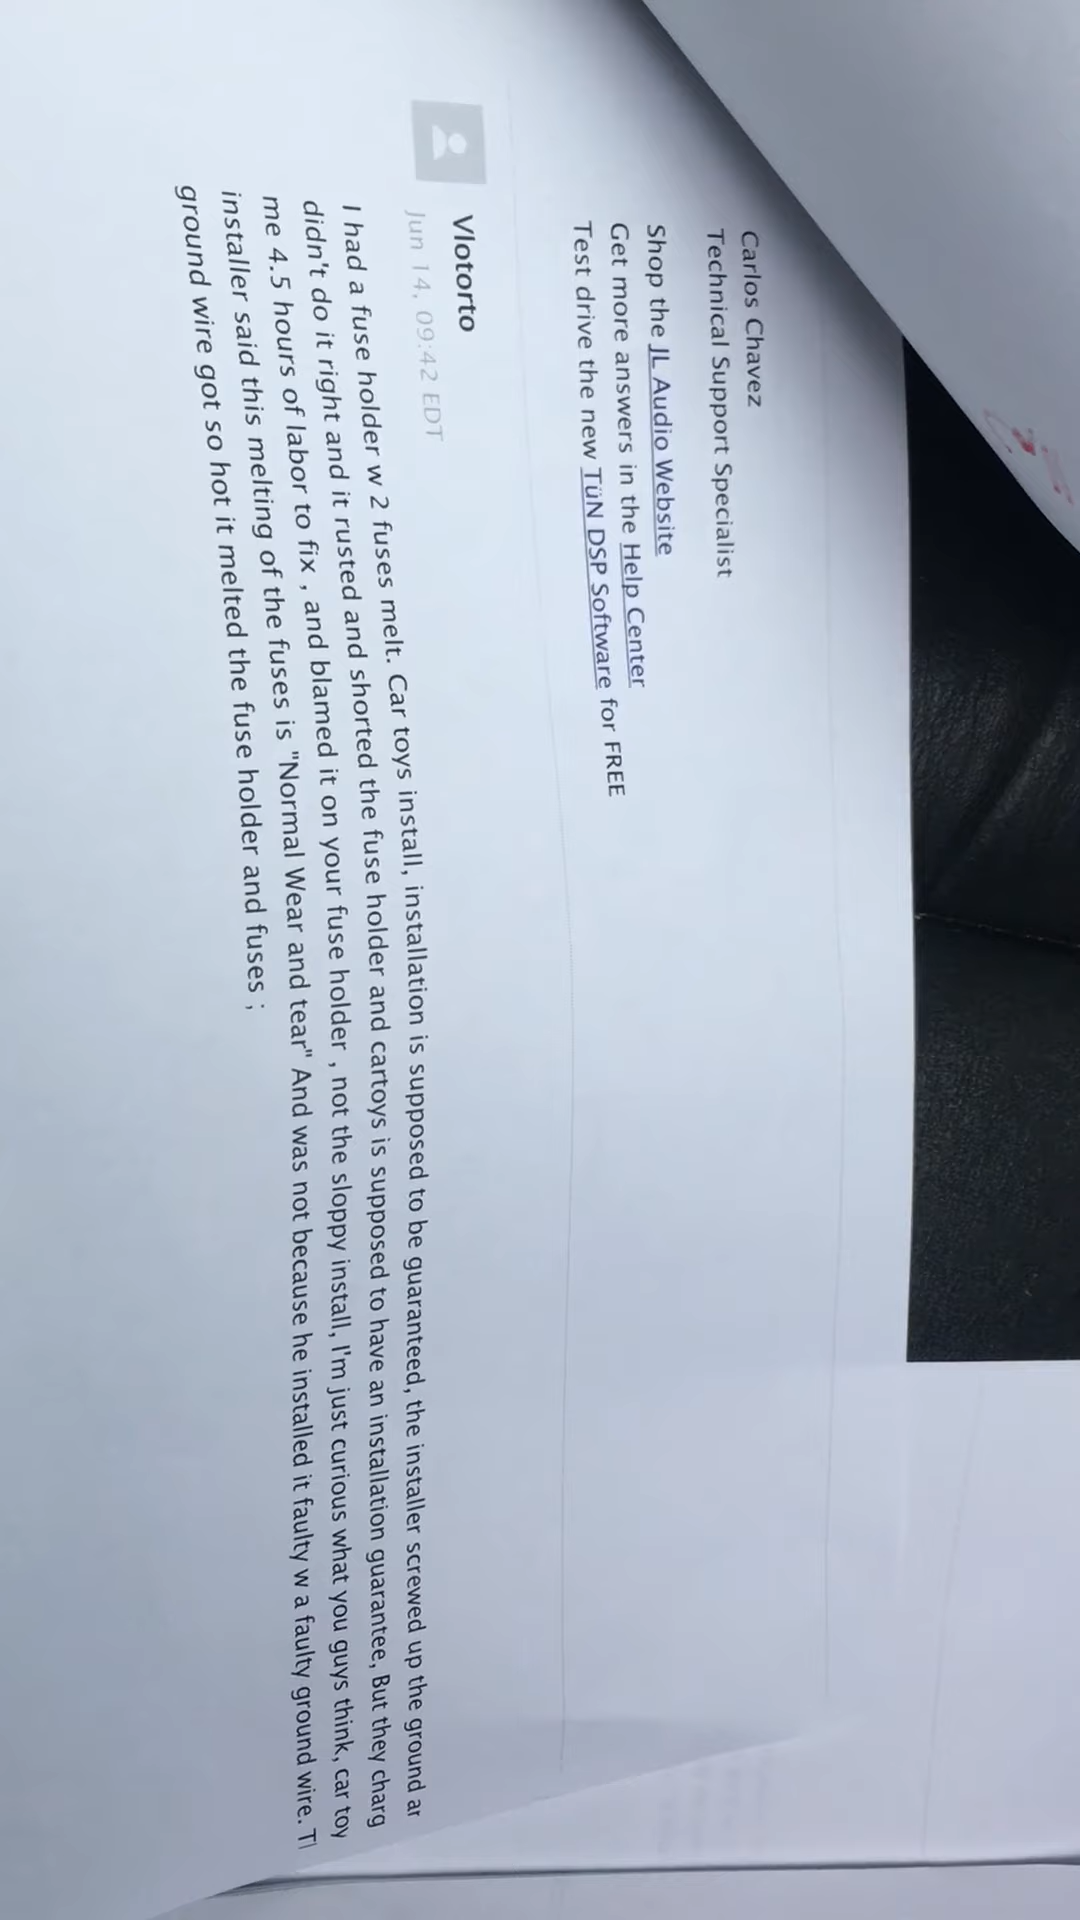 Carlos Chavez
Technical Support Specialist
Shop the JL Audio Website
Get more answers in the Help Center
Test drive the new TüN DSP Software for FREE
Vlotorto
Jun 14, 09:42 EDT
I had a fuse holder w 2 fuses melt. Car toys install, installation is supposed to be guaranteed, the installer screwed up the ground ar
didn't do it right and it rusted and shorted the fuse holder and cartoys is supposed to have an installation guarantee, But they charg
me 4.5 hours of labor to fix , and blamed it on your fuse holder , not the sloppy install, I'm just curious what you guys think, car toy
installer said this melting of the fuses is "Normal Wear and tear" And was not because he installed it faulty w a faulty ground wire. Tl
ground wire got so hot it melted the fuse holder and fuses ;